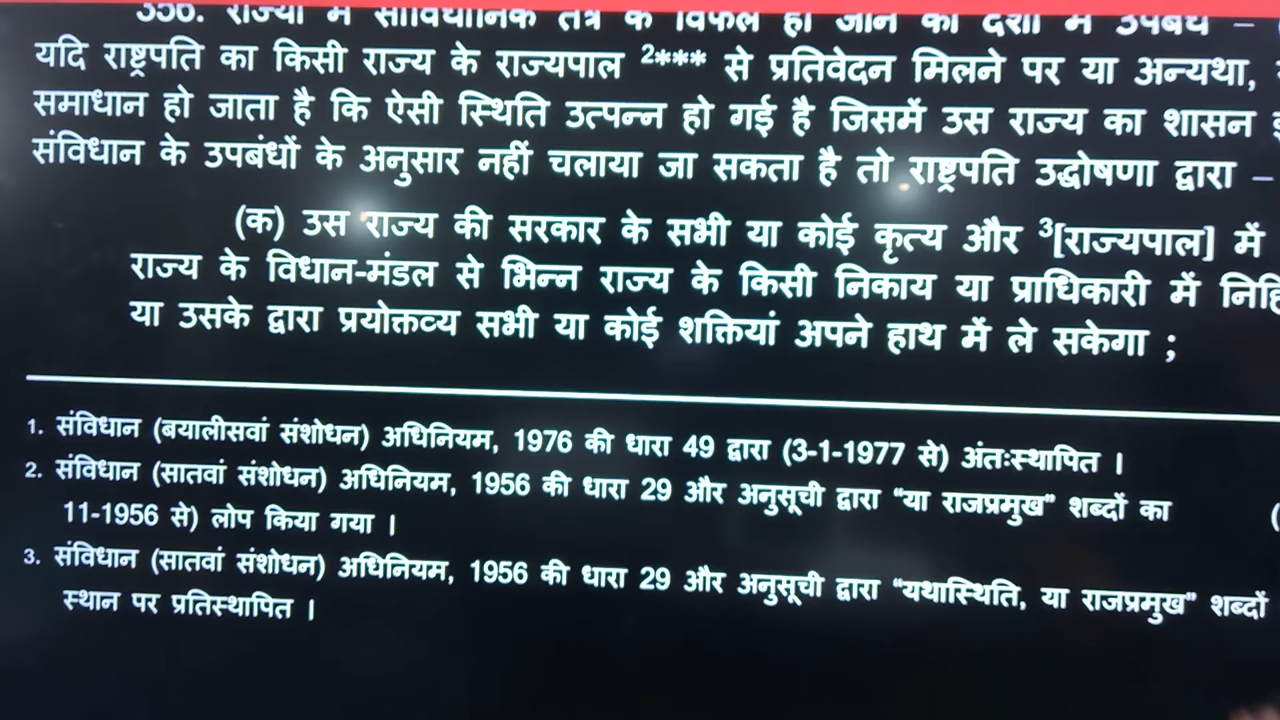 356. राज्यों में सांविधानिक तंत्र के विफल हो जाने की दशा में उपबंध –
यदि राष्ट्रपति का किसी राज्य के राज्यपाल 2*** से प्रतिवेदन मिलने पर या अन्यथा,
समाधान हो जाता है कि ऐसी स्थिति उत्पन्न हो गई है जिसमें उस राज्य का शासन
संविधान के उपबंधों के अनुसार नहीं चलाया जा सकता है तो राष्ट्रपति उद्घोषणा द्वारा –
(क) उस राज्य की सरकार के सभी या कोई कृत्य और 3[राज्यपाल] में
राज्य के विधान-मंडल से भिन्न राज्य के किसी निकाय या प्राधिकारी में
या उसके द्वारा प्रयोक्तव्य सभी या कोई शक्तियां अपने हाथ में ले सकेगा ;
1. संविधान (बयालीसवां संशोधन) अधिनियम, 1976 की धारा 49 द्वारा (3-1-1977 से) अंतःस्थापित ।
2. संविधान (सातवां संशोधन) अधिनियम, 1956 की धारा 29 और अनुसूची द्वारा “या राजप्रमुख” शब्दों का (
11-1956 से) लोप किया गया ।
3. संविधान (सातवां संशोधन) अधिनियम, 1956 की धारा 29 और अनुसूची द्वारा “यथास्थिति, या राजप्रमुख” शब्दों
स्थान पर प्रतिस्थापित ।